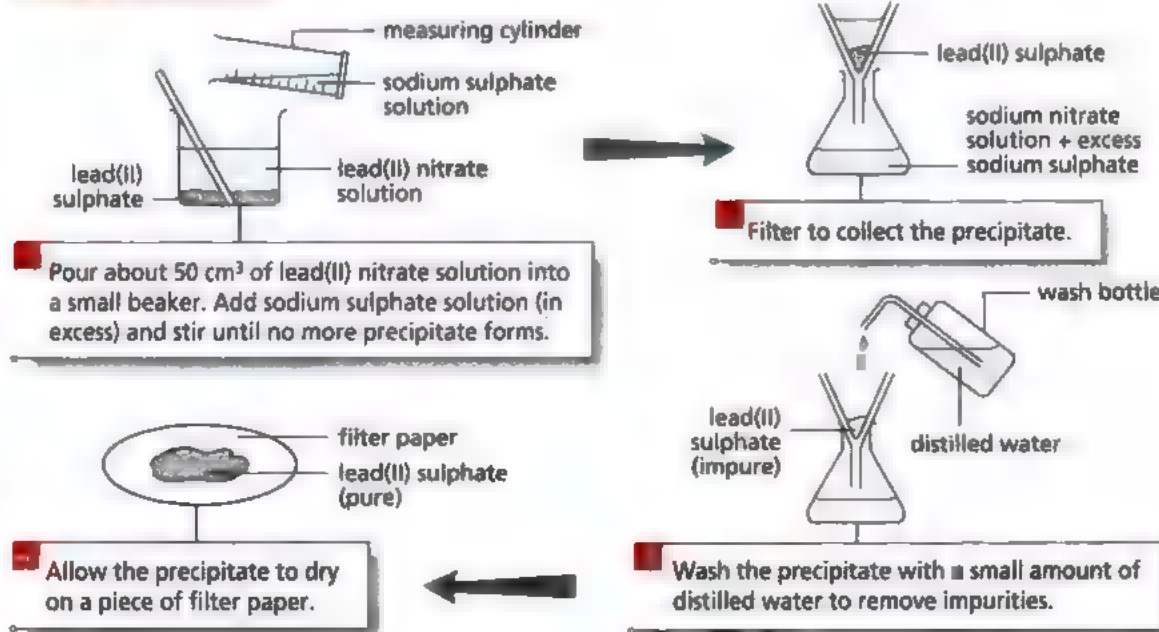 measuring cylinder
sodium sulphate
solution
lead(II)
sulphate
lead(II) nitrate
solution
Pour about 50 cm³ of lead(II) nitrate solution into
a small beaker. Add sodium sulphate solution (in
excess) and stir until no more precipitate forms.
lead(II) sulphate
sodium nitrate
solution + excess
sodium sulphate
Filter to collect the precipitate.
wash bottle
lead(II)
sulphate
(impure)
distilled water
Wash the precipitate with small amount of
distilled water to remove impurities.
filter paper
lead(II) sulphate
(pure)
Allow the precipitate to dry
on a piece of filter paper.